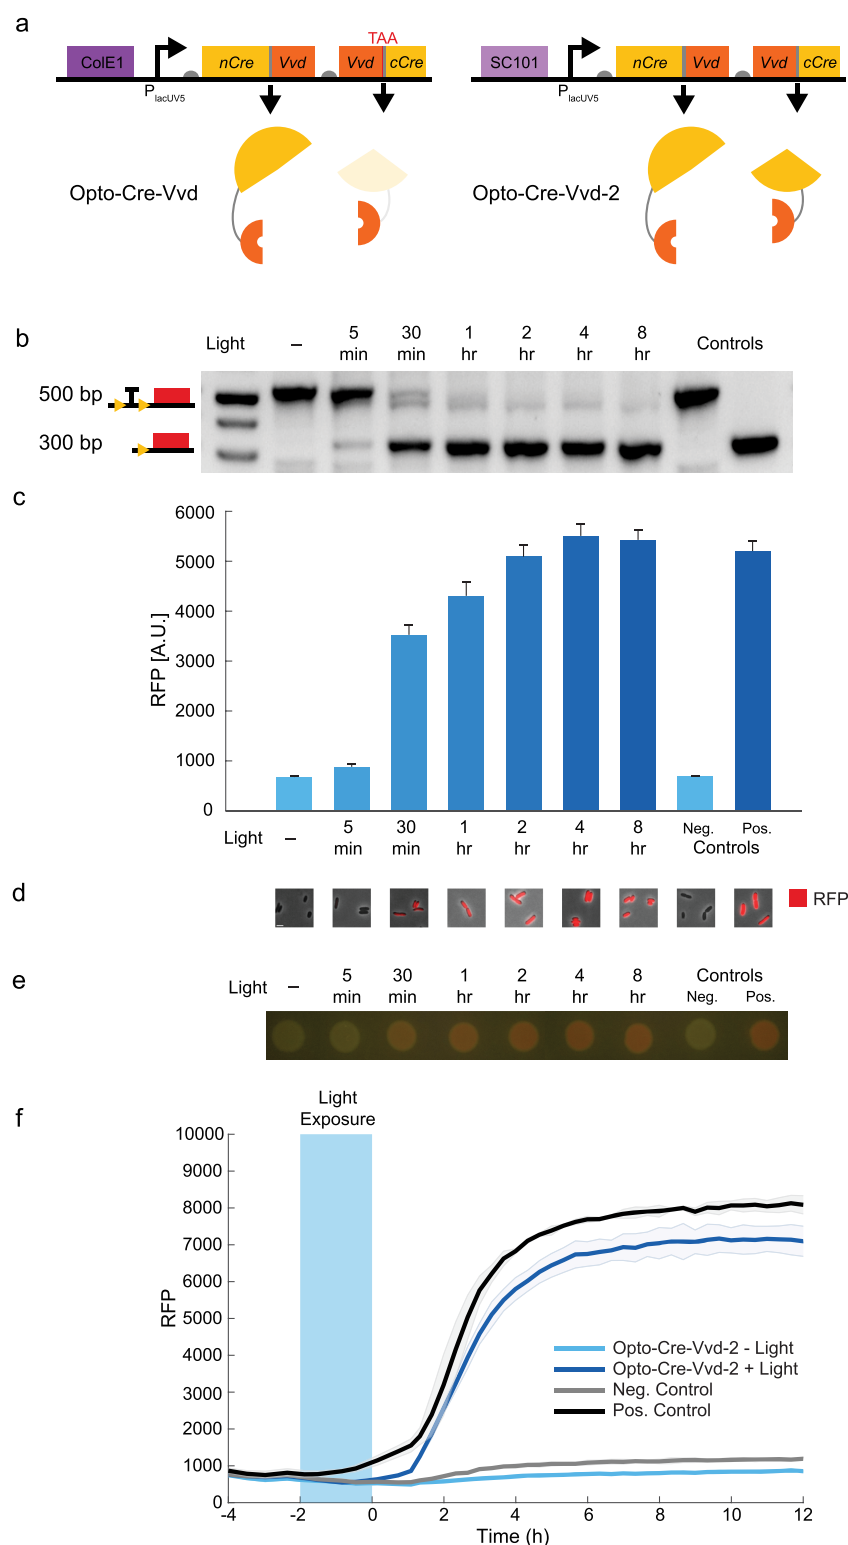 a
TAA
ColE1 nCre Vvd Vvd cCre
SC101 nCre Vvd Vvd cCre
PlacUV5
PlacUV5
Opto-Cre-Vvd
Opto-Cre-Vvd-2
b
Light – 5 min 30 min 1 hr 2 hr 4 hr 8 hr Controls
500 bp
300 bp
c
6000
5000
4000
3000
2000
1000
0
RFP [A.U.]
Light – 5 min 30 min 1 hr 2 hr 4 hr 8 hr Neg. Pos.
Controls
d
RFP
e
Light – 5 min 30 min 1 hr 2 hr 4 hr 8 hr Controls
Neg. Pos.
f
Light
Exposure
10000
9000
8000
7000
6000
5000
4000
3000
2000
1000
0
RFP
Opto-Cre-Vvd-2 - Light
Opto-Cre-Vvd-2 + Light
Neg. Control
Pos. Control
-4 -2 0 2 4 6 8 10 12
Time (h)